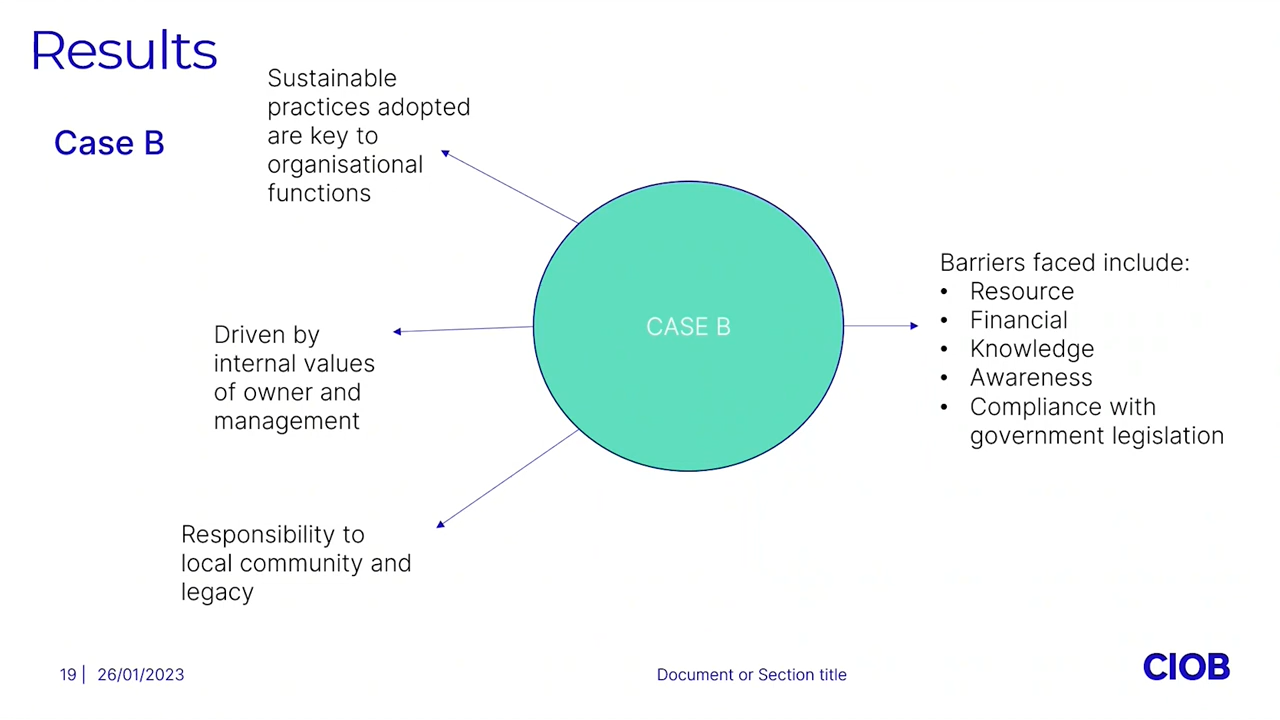 Results
Case B
Sustainable
practices adopted
are key to
organisational
functions
Driven by
internal values
of owner and
management
Responsibility to
local community and
legacy
CASE B
Barriers faced include:
• Resource
• Financial
• Knowledge
• Awareness
• Compliance with
government legislation
19 | 26/01/2023
Document or Section title
CIOB